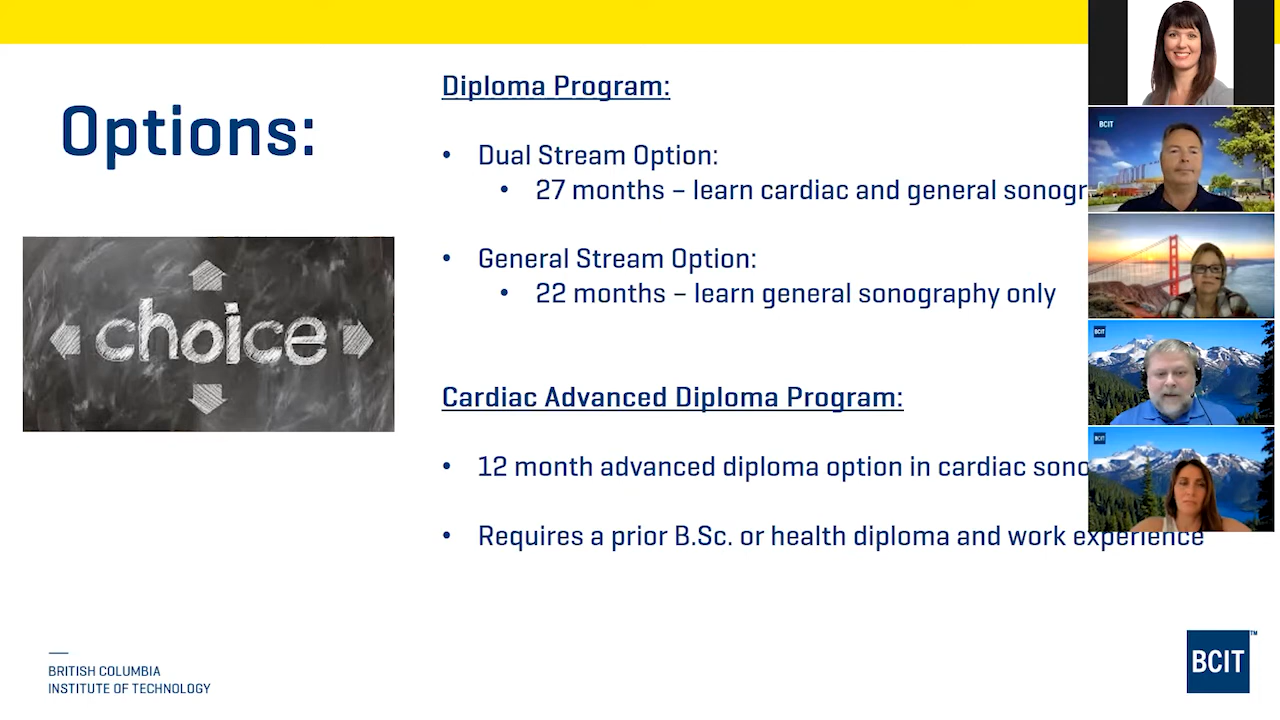 Options:
choice
Diploma Program:
• Dual Stream Option:
• 27 months – learn cardiac and general
• General Stream Option:
• 22 months – learn general sonography only
Cardiac Advanced Diploma Program:
• 12 month advanced diploma option in cardiac
• Requires a prior B.Sc. or health diploma and work experience
BRITISH COLUMBIA
INSTITUTE OF TECHNOLOGY
BCIT™
BCIT
BCIT
BCIT